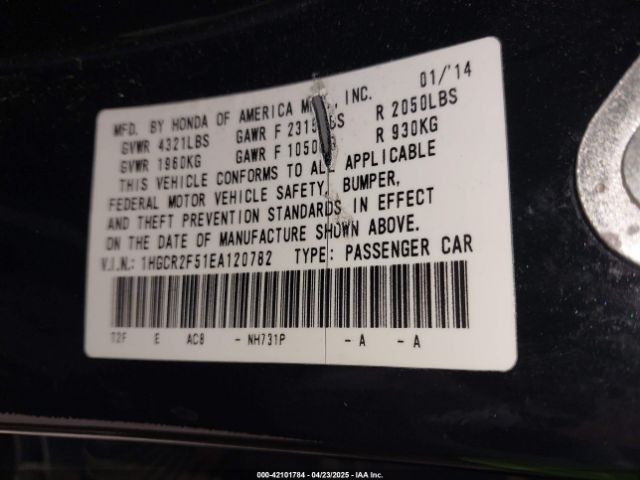 MFD. BY HONDA OF AMERICA INC. 01/'14
GVWR 4321LBS GAWR F R 2050LBS
GVWR 1960KG GAWR F R 930KG
THIS VEHICLE CONFORMS TO ALL APPLICABLE
FEDERAL MOTOR VEHICLE SAFETY, BUMPER,
AND THEFT PREVENTION STANDARDS IN EFFECT
ON THE DATE OF MANUFACTURE SHOWN ABOVE.
V.I.N.: 1HGCR2F51EA120782 TYPE: PASSENGER CAR
T2F E AC8 - NH731P - A - A
000-42101784 - 04/23/2025 - IAA Inc.